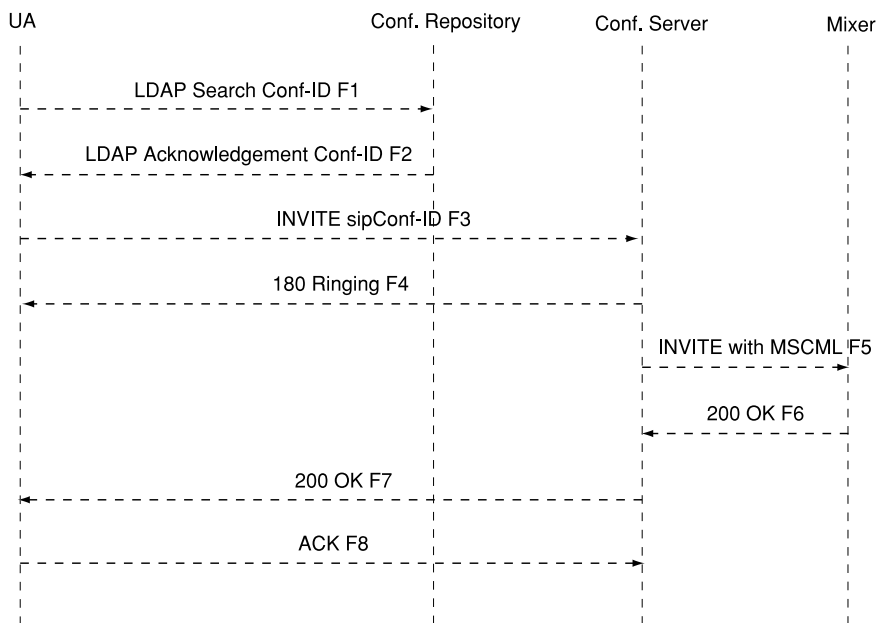 UA
Conf. Repository
Conf. Server
Mixer
LDAP Search Conf-ID F1
LDAP Acknowledgement Conf-ID F2
INVITE sipConf-ID F3
180 Ringing F4
INVITE with MSCML F5
200 OK F6
200 OK F7
ACK F8